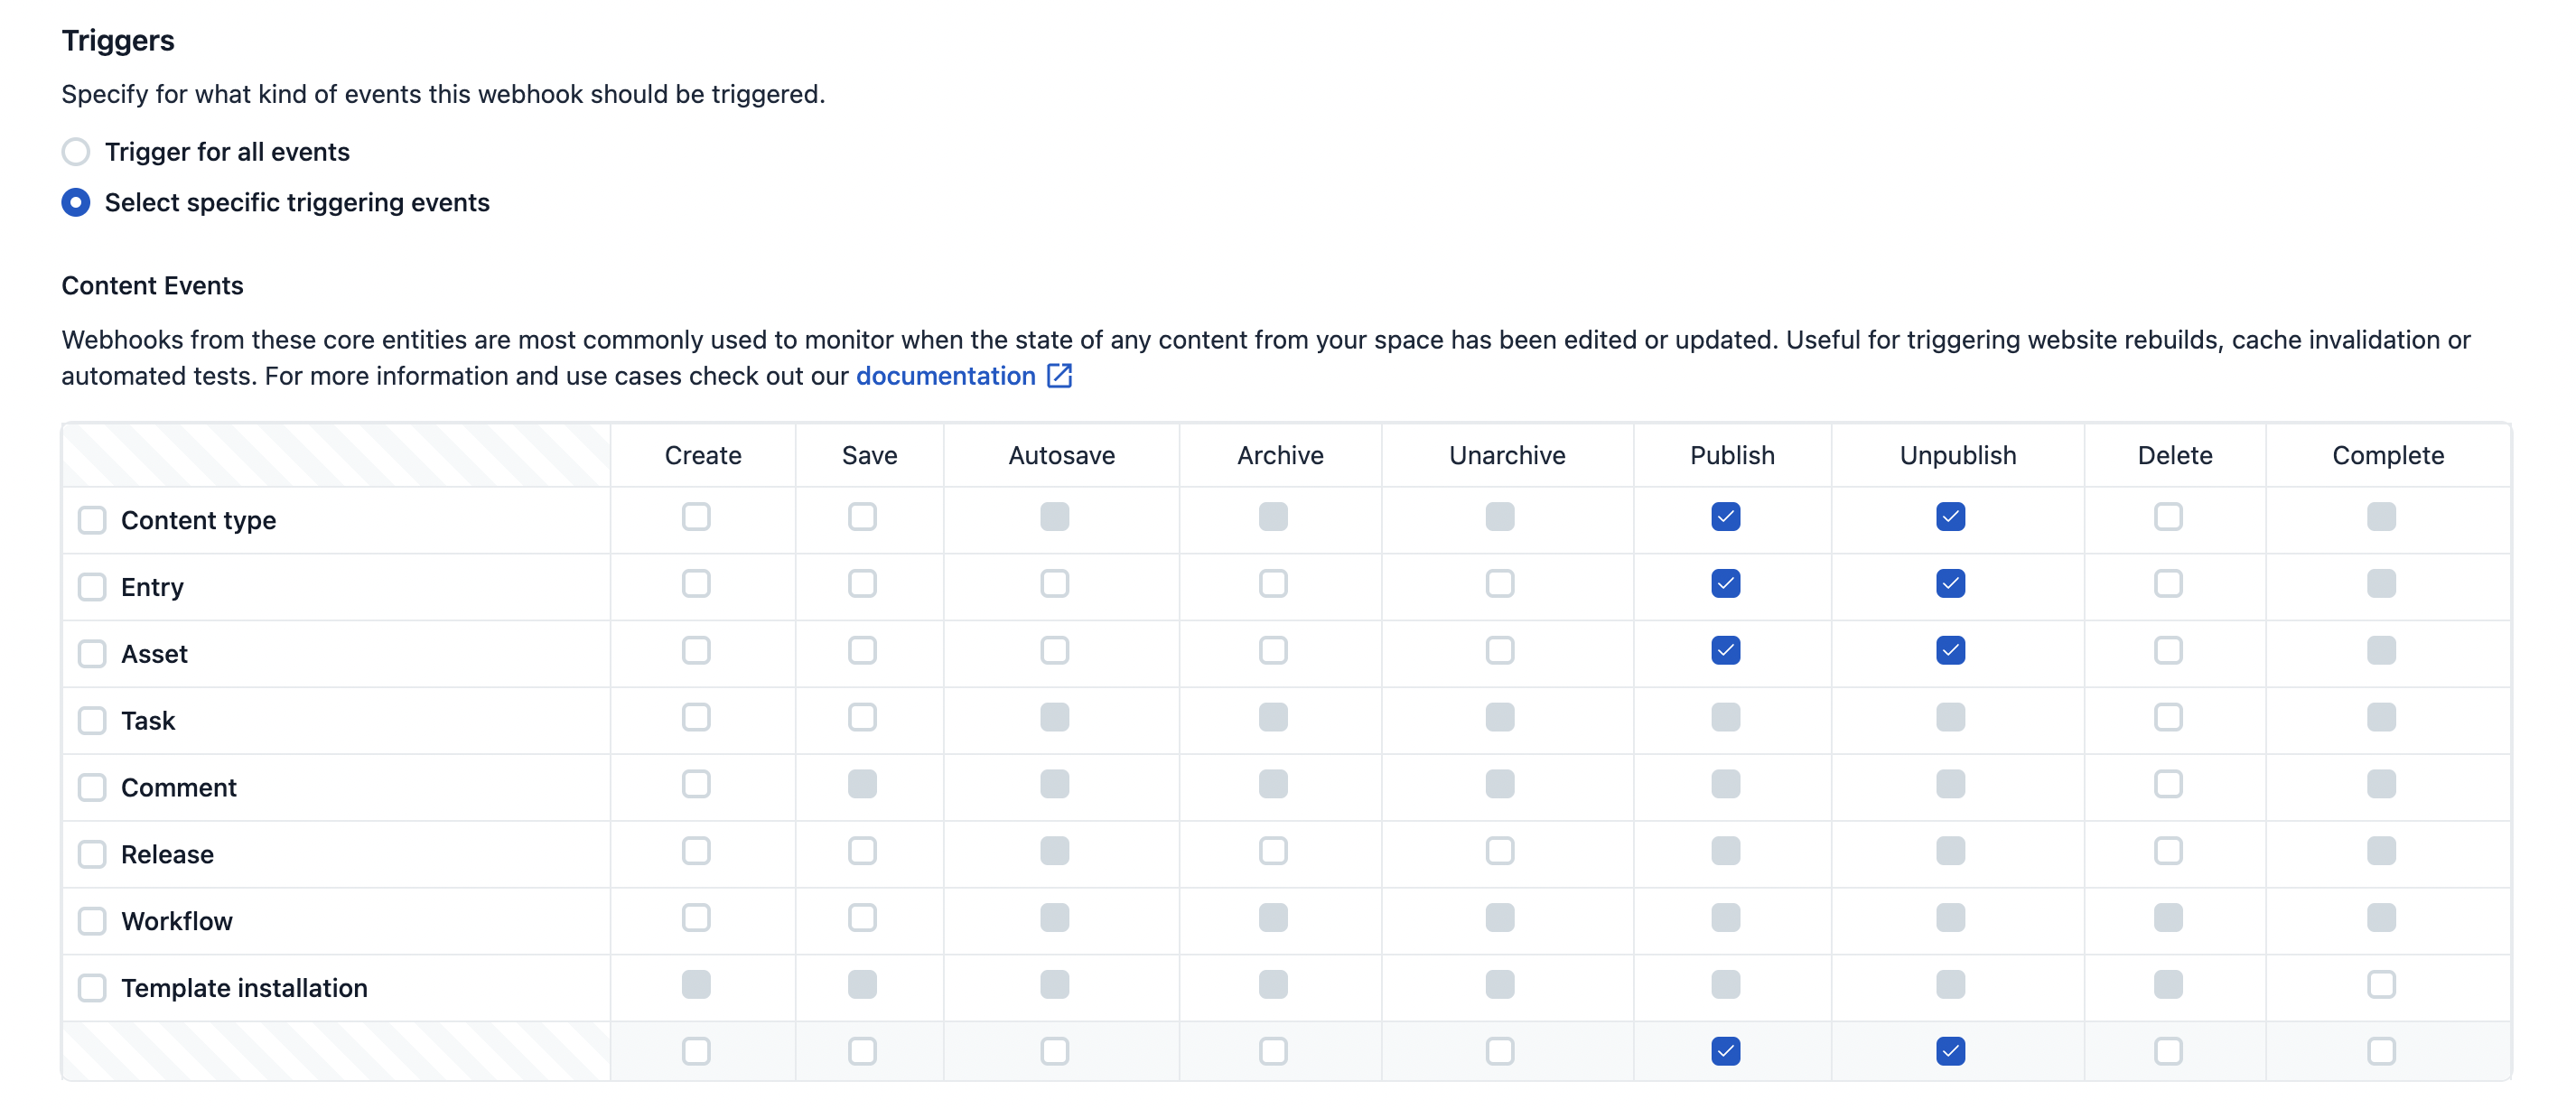 Triggers
Specify for what kind of events this webhook should be triggered.
Trigger for all events
Select specific triggering events
Content Events
Webhooks from these core entities are most commonly used to monitor when the state of any content from your space has been edited or updated. Useful for triggering website rebuilds, cache invalidation or
automated tests. For more information and use cases check out our documentation
Create Save Autosave Archive Unarchive Publish Unpublish Delete Complete
Content type
Entry
Asset
Task
Comment
Release
Workflow
Template installation